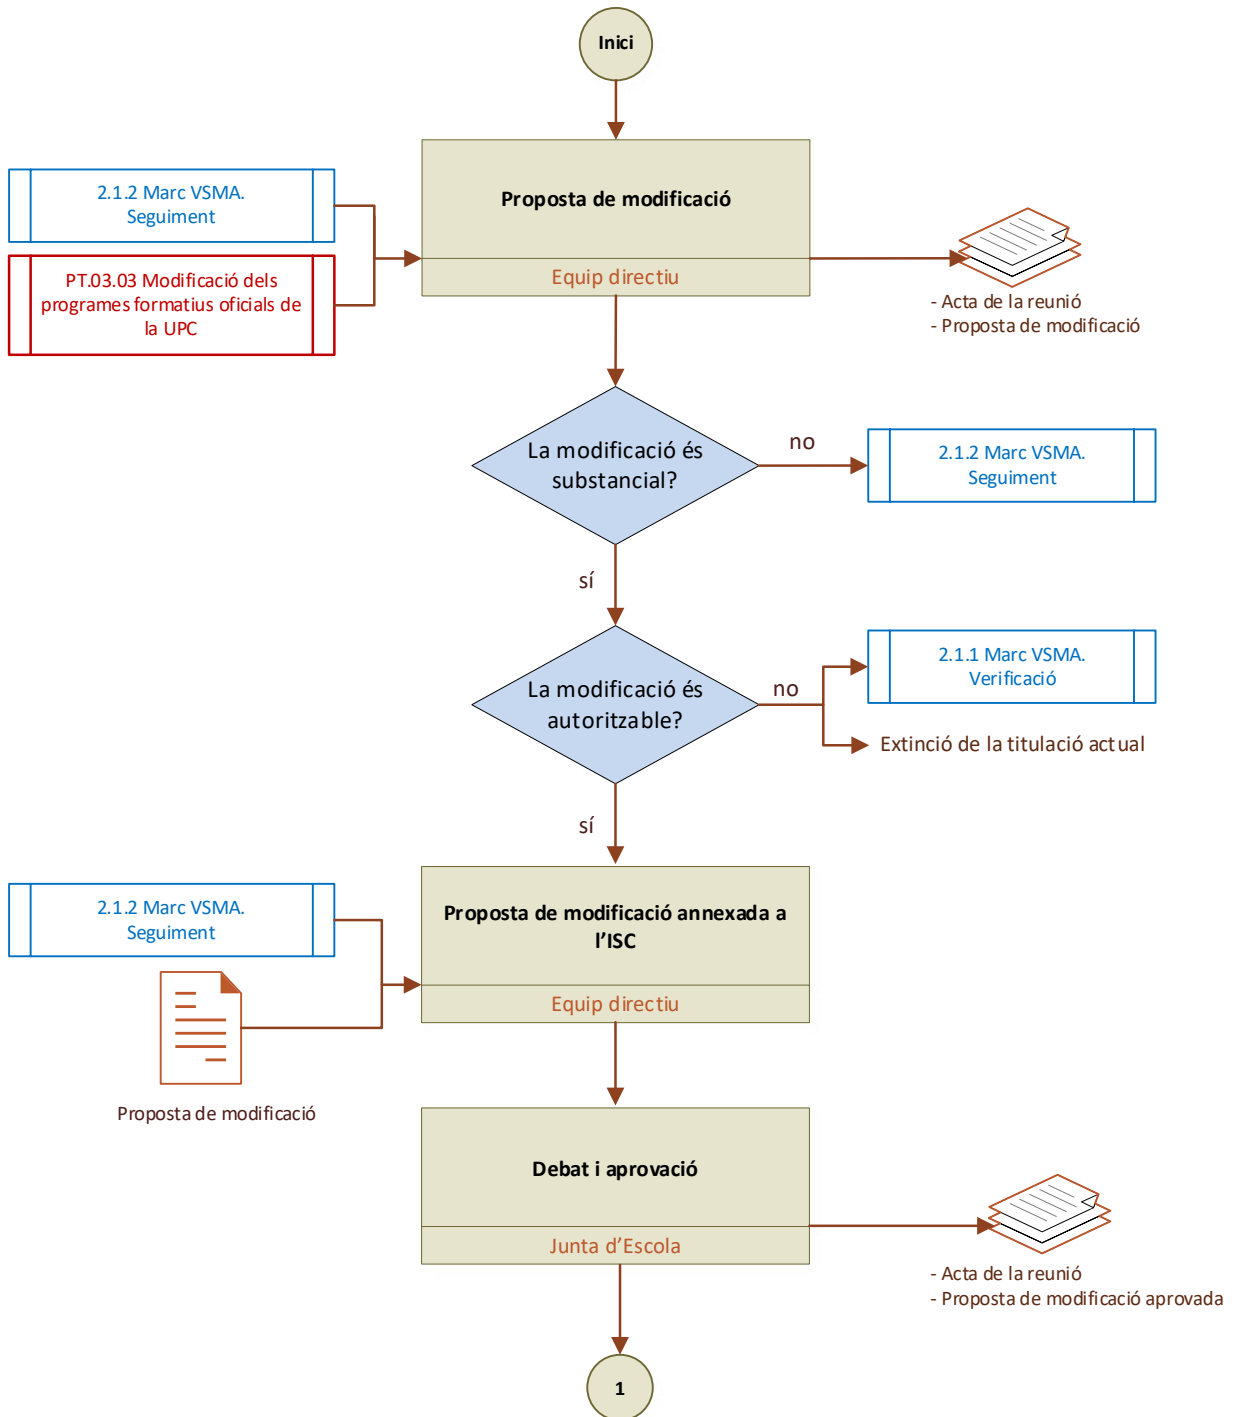 Inici
2.1.2 Marc VSMA.
Seguiment
PT.03.03 Modificació dels
programes formatius oficials de
la UPC
Proposta de modificació
Equip directiu
- Acta de la reunió
- Proposta de modificació
La modificació és
substancial?
no
2.1.2 Marc VSMA.
Seguiment
sí
La modificació és
autoritzable?
no
2.1.1 Marc VSMA.
Verificació
Extinció de la titulació actual
sí
2.1.2 Marc VSMA.
Seguiment
Proposta de modificació
Proposta de modificació annexada a
l’ISC
Equip directiu
Debat i aprovació
Junta d’Escola
- Acta de la reunió
- Proposta de modificació aprovada
1